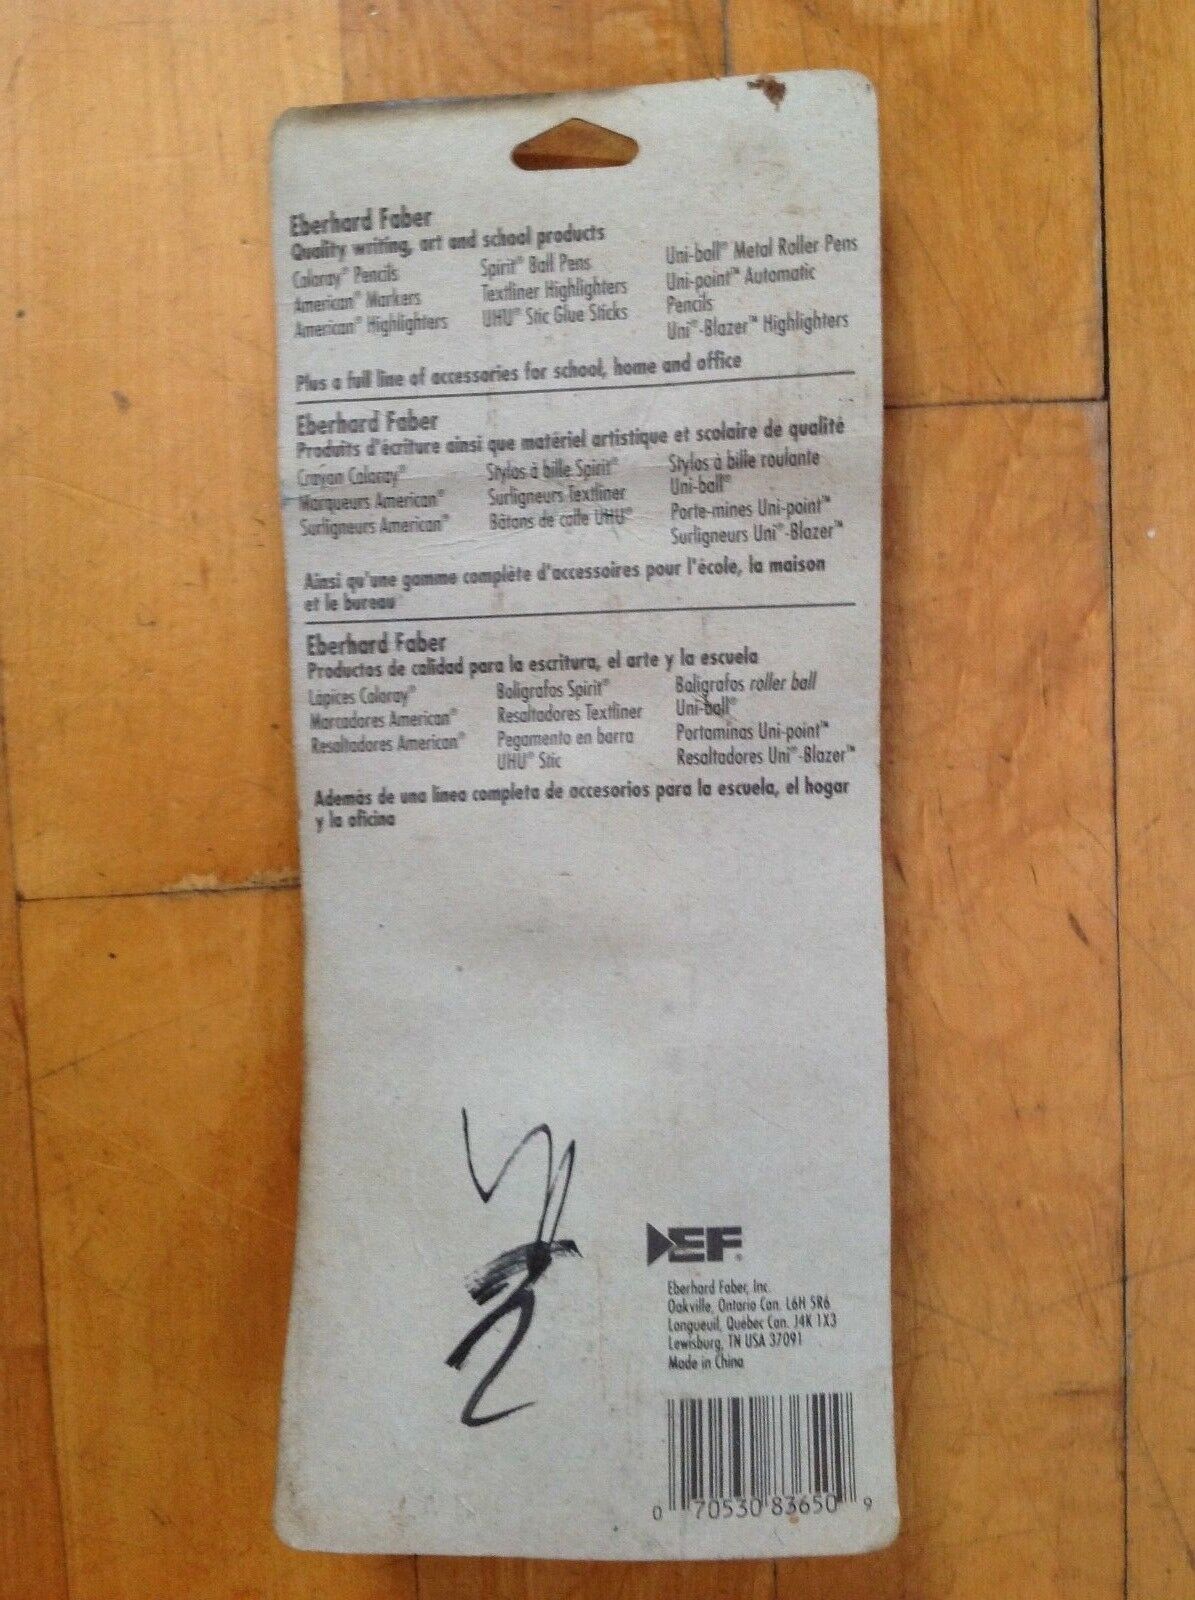 Eberhard Faber
Quality writing, art and school products
Coloray® Pencils
American® Markers
American® Highlighters
Spirit® Ball Pens
Textliner Highlighters
UHU® Stic Glue Sticks
Uni-ball® Metal Roller Pens
Uni-point™ Automatic
Pencils
Uni®-Blazer™ Highlighters
Plus a full line of accessories for school, home and office
Eberhard Faber
Produits d'écriture ainsi que matériel artistique et scolaire de qualité
Crayon Coloray®
Marqueurs American®
Surligneurs American®
Stylos à bille Spirit®
Surligneurs Textliner
Bâtons de colle UHU®
Stylos à bille roulante
Uni-ball®
Porte-mines Uni-point™
Surligneurs Uni®-Blazer™
Ainsi qu'une gamme complète d'accessoires pour l'école, la maison
et le bureau
Eberhard Faber
Productos de calidad para la escritura, el arte y la escuela
Lápices Coloray®
Marcadores American®
Resaltadores American®
Bolígrafos Spirit®
Resaltadores Textliner
Pegamento en barra
UHU® Stic
Bolígrafos roller ball
Uni-ball®
Portaminas Uni-point™
Resaltadores Uni®-Blazer™
Además de una línea completa de accesorios para la escuela, el hogar
y la oficina
EF®
Eberhard Faber, Inc.
Oakville, Ontario Can. L6H 5R6
Longueuil, Québec Can. J4K 1X3
Lewisburg, TN USA 37091
Made in China
0 70530 83650 9